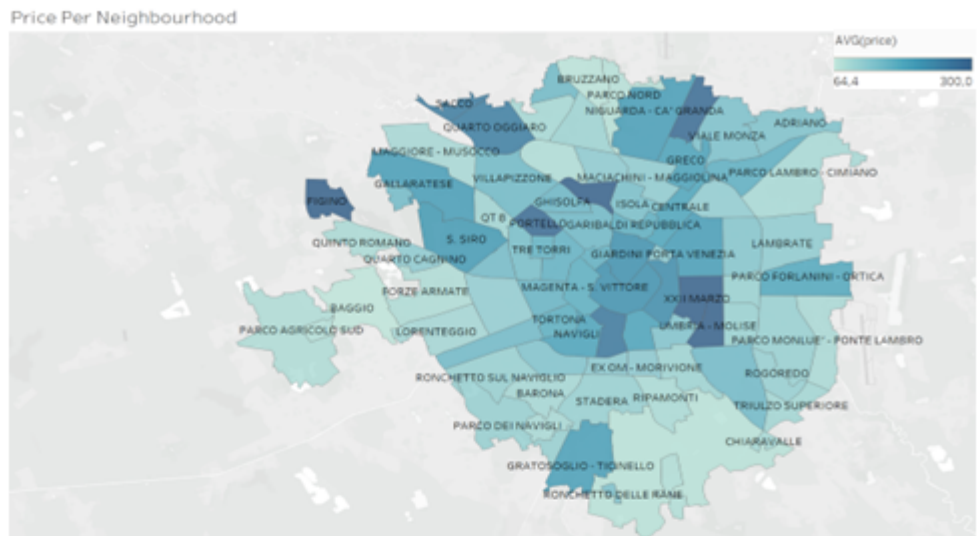 Price Per Neighbourhood
AVG(price)
64.4 300.0
BRUZZANO
PARCO NORD
SACCO
NIGUARDA - CA' GRANDA
QUARTO OGGIARO
ADRIANO
VIALE MONZA
MAGGIORE - MUSOCCO
GRECO
VILLAPIZZONE
MACIACHINI - MAGGIOLINA
PARCO LAMBRO - CIMIANO
GALLARATESE
FIGINO
GHISOLFA
ISOLA
CENTRALE
QT 8
PORTELLO
GARIBALDI REPUBBLICA
QUINTO ROMANO
S. SIRO
TRE TORRI
GIARDINI PORTA VENEZIA
LAMBRATE
QUARTO CAGNINO
PARCO FORLANINI - ORTICA
FORZE ARMATE
MAGENTA - S. VITTORE
XXII MARZO
BAGGIO
PARCO AGRICOLO SUD
LORENTEGGIO
TORTONA
NAVIGLI
UMBRIA - MOLISE
PARCO MONLUE' - PONTE LAMBRO
EX OM - MORIVIONE
ROGOREDO
RONCHETTO SUL NAVIGLIO
BARONA
STADERA
RIPAMONTI
TRIULZO SUPERIORE
PARCO DEI NAVIGLI
CHIARAVALLE
GRATOSOGLIO - TICINELLO
RONCHETTO DELLE RANE